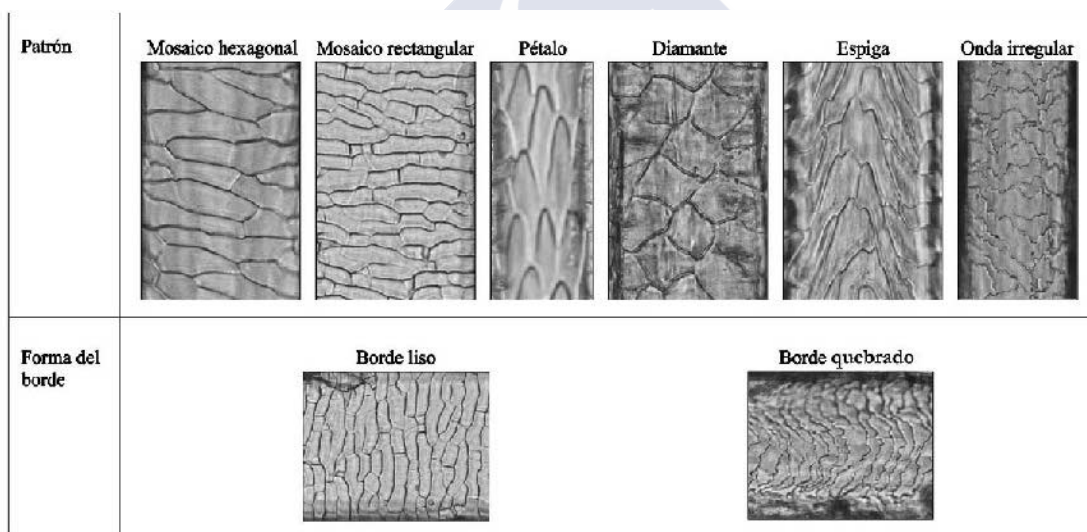 Patrón
Mosaico hexagonal
Mosaico rectangular
Pétalo
Diamante
Espiga
Onda irregular
Forma del
borde
Borde liso
Borde quebrado